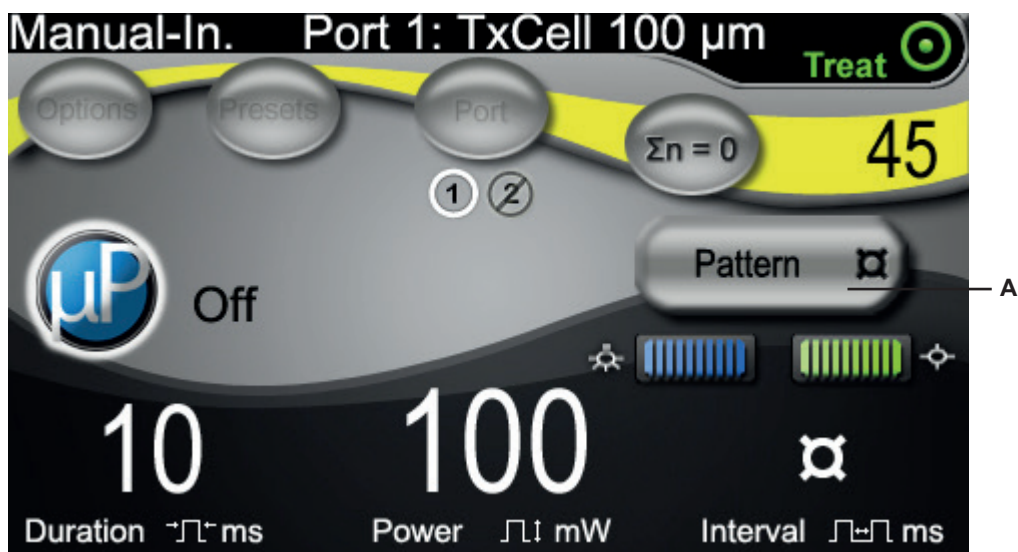 Manual-In. Port 1: TxCell 100 µm
Treat
Options Presets Port
Σn = 0 45
1 2
Pattern ¤
A
µP Off
10 100 ¤
Duration ms Power mW Interval ms